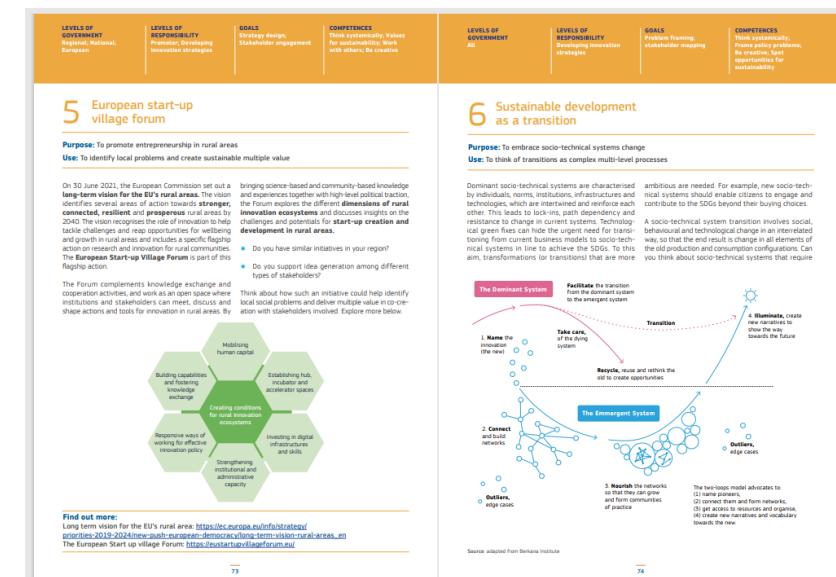 LEVELS OF
GOVERNMENT
Regional; National;
European
LEVELS OF
RESPONSIBILITY
Promoter; Developing
innovation strategies
GOALS
Strategy design;
Stakeholder engagement
COMPETENCES
Think systemically; Values
for sustainability; Work
with others; Be creative
5 European start-up
village forum
Purpose: To promote entrepreneurship in rural areas
Use: To identify local problems and create sustainable multiple value
On 30 June 2021, the European Commission set out a
long-term vision for the EU's rural areas. The vision
identifies several areas of action towards stronger,
connected, resilient and prosperous rural areas by
2040. The vision recognises the role of innovation to help
tackle challenges and reap opportunities for wellbeing
and growth in rural areas and includes a specific flagship
action on research and innovation for rural communities.
The European Start-up Village Forum is part of this
flagship action.
The Forum complements knowledge exchange and
cooperation activities, and work as an open space where
institutions and stakeholders can meet, discuss and
shape actions and tools for innovation in rural areas. By
bringing science-based and community-based knowledge
and experiences together with high-level political traction,
the Forum explores the different dimensions of rural
innovation ecosystems and discusses insights on the
challenges and potentials for start-up creation and
development in rural areas.
Do you have similar initiatives in your region?
Do you support idea generation among different
types of stakeholders?
Think about how such an initiative could help identify
local social problems and deliver multiple value in co-cre-
ation with stakeholders involved. Explore more below.
Mobilising
human capital
Building capabilities
and fostering
knowledge
exchange
Establishing hub,
incubator and
accelerator spaces
Creating conditions
for rural innovation
ecosystems
Responsive ways of
working for effective
innovation policy
Investing in digital
infrastructures
and skills
Strengthening
institutional and
administrative
capacity
Find out more:
Long term vision for the EU's rural area: https://ec.europa.eu/info/strategy/
priorities-2019-2024/new-push-european-democracy/long-term-vision-rural-areas_en
The European Start up village Forum: https://eustartupvillageforum.eu/
73
LEVELS OF
GOVERNMENT
All
LEVELS OF
RESPONSIBILITY
Developing innovation
strategies
GOALS
Problem framing;
stakeholder mapping
COMPETENCES
Think systemically;
Frame policy problems;
Be creative; Spot
opportunities for
sustainability
6 Sustainable development
as a transition
Purpose: To embrace socio-technical systems change
Use: To think of transitions as complex multi-level processes
Dominant socio-technical systems are characterised
by individuals, norms, institutions, infrastructures and
technologies, which are intertwined and reinforce each
other. This leads to lock-ins, path dependency and
resistance to change in current systems. Technolog-
ical green fixes can hide the urgent need for transi-
tioning from current business models to socio-tech-
nical systems in line to achieve the SDGs. To this
aim, transformations (or transitions) that are more
ambitious are needed. For example, new socio-tech-
nical systems should enable citizens to engage and
contribute to the SDGs beyond their buying choices.
A socio-technical system transition involves social,
behavioural and technological change in an interrelated
way, so that the end result is change in all elements of
the old production and consumption configurations. Can
you think about socio-technical systems that require
The Dominant System
Facilitate the transition
from the dominant system
to the emergent system
Transition
4. Illuminate, create
new narratives to
show the way
towards the future
1. Name the
innovation
(the new)
Take care,
of the dying
system
Recycle, reuse and rethink the
old to create opportunities
The Emmergent System
2. Connect
and build
networks
Outliers,
edge cases
3. Nourish the networks
so that they can grow
and form communities
of practice
Outliers,
edge cases
The two-loops model advocates to
(1) name pioneers,
(2) connect them and form networks,
(3) get access to resources and organise,
(4) create new narratives and vocabulary
towards the new.
Source: adapted from Berkana Institute
74